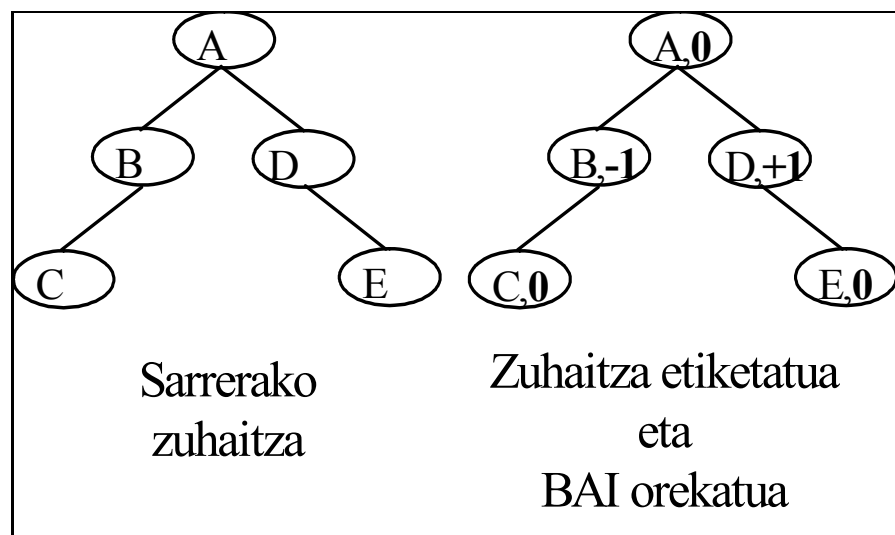 A
B
D
C
E
Sarrerako
zuhaitza
A,0
B,-1
D,+1
C,0
E,0
Zuhaitza etiketatua
eta
BAI orekatua